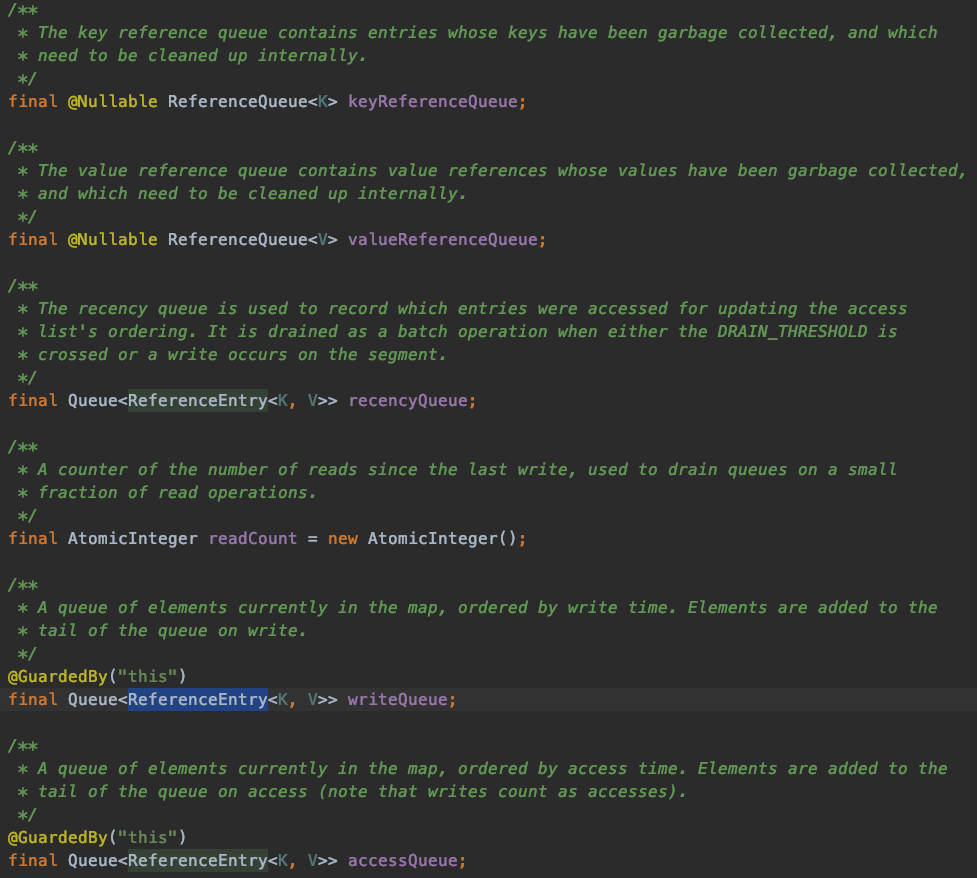 /**
 * The key reference queue contains entries whose keys have been garbage collected, and which
 * need to be cleaned up internally.
 */
final @Nullable ReferenceQueue<K> keyReferenceQueue;
/**
 * The value reference queue contains value references whose values have been garbage collected,
 * and which need to be cleaned up internally.
 */
final @Nullable ReferenceQueue<V> valueReferenceQueue;
/**
 * The recency queue is used to record which entries were accessed for updating the access
 * list's ordering. It is drained as a batch operation when either the DRAIN_THRESHOLD is
 * crossed or a write occurs on the segment.
 */
final Queue<ReferenceEntry<K, V>> recencyQueue;
/**
 * A counter of the number of reads since the last write, used to drain queues on a small
 * fraction of read operations.
 */
final AtomicInteger readCount = new AtomicInteger();
/**
 * A queue of elements currently in the map, ordered by write time. Elements are added to the
 * tail of the queue on write.
 */
@GuardedBy("this")
final Queue<ReferenceEntry<K, V>> writeQueue;
/**
 * A queue of elements currently in the map, ordered by access time. Elements are added to the
 * tail of the queue on access (note that writes count as accesses).
 */
@GuardedBy("this")
final Queue<ReferenceEntry<K, V>> accessQueue;